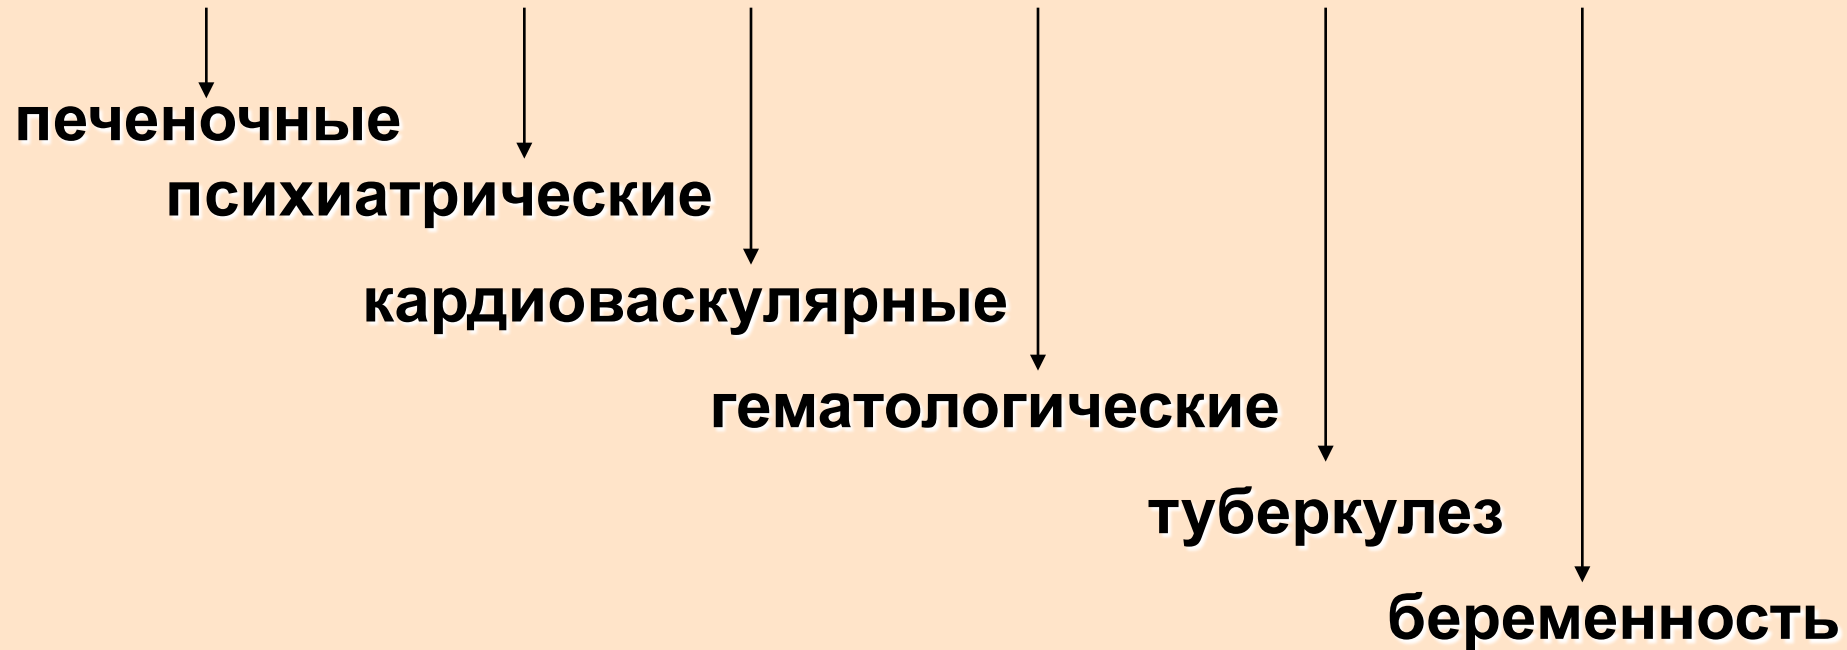 печеночные
психиатрические
кардиоваскулярные
гематологические
туберкулез
беременность